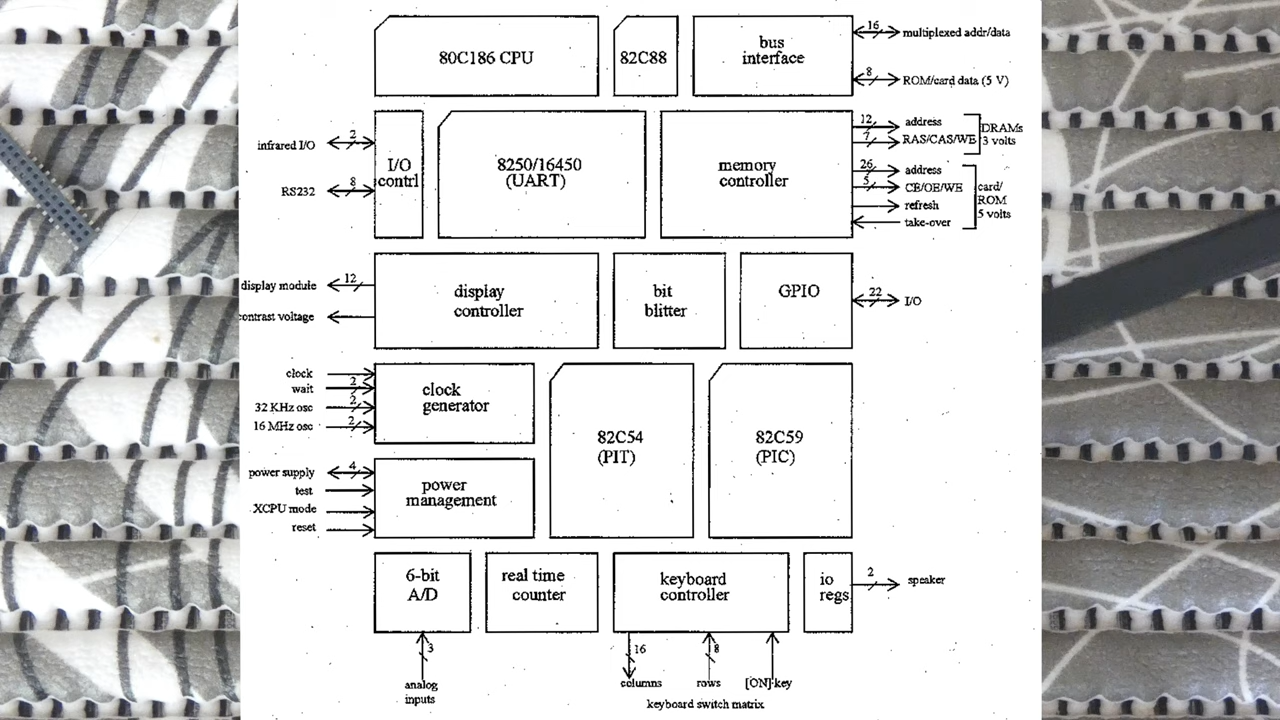 80C186 CPU
82C88
bus
interface
16
multiplexed addr/data
8
ROM/card data (5 V)
infrared I/O
2
RS232
8
I/O
contrl
8250/16450
(UART)
memory
controller
12
address
7
RAS/CAS/WE
DRAMs
3 volts
26
address
5
CE/OE/WE
refresh
take-over
card/
ROM
5 volts
display module
12
contrast voltage
display
controller
bit
blitter
GPIO
22
I/O
clock
wait
2
32 KHz osc
2
16 MHz osc
2
clock
generator
82C54
(PIT)
82C59
(PIC)
power supply
4
test
XCPU mode
reset
power
management
6-bit
A/D
real time
counter
keyboard
controller
io
regs
2
speaker
3
analog
inputs
16
columns
8
rows
[ON] key
keyboard switch matrix